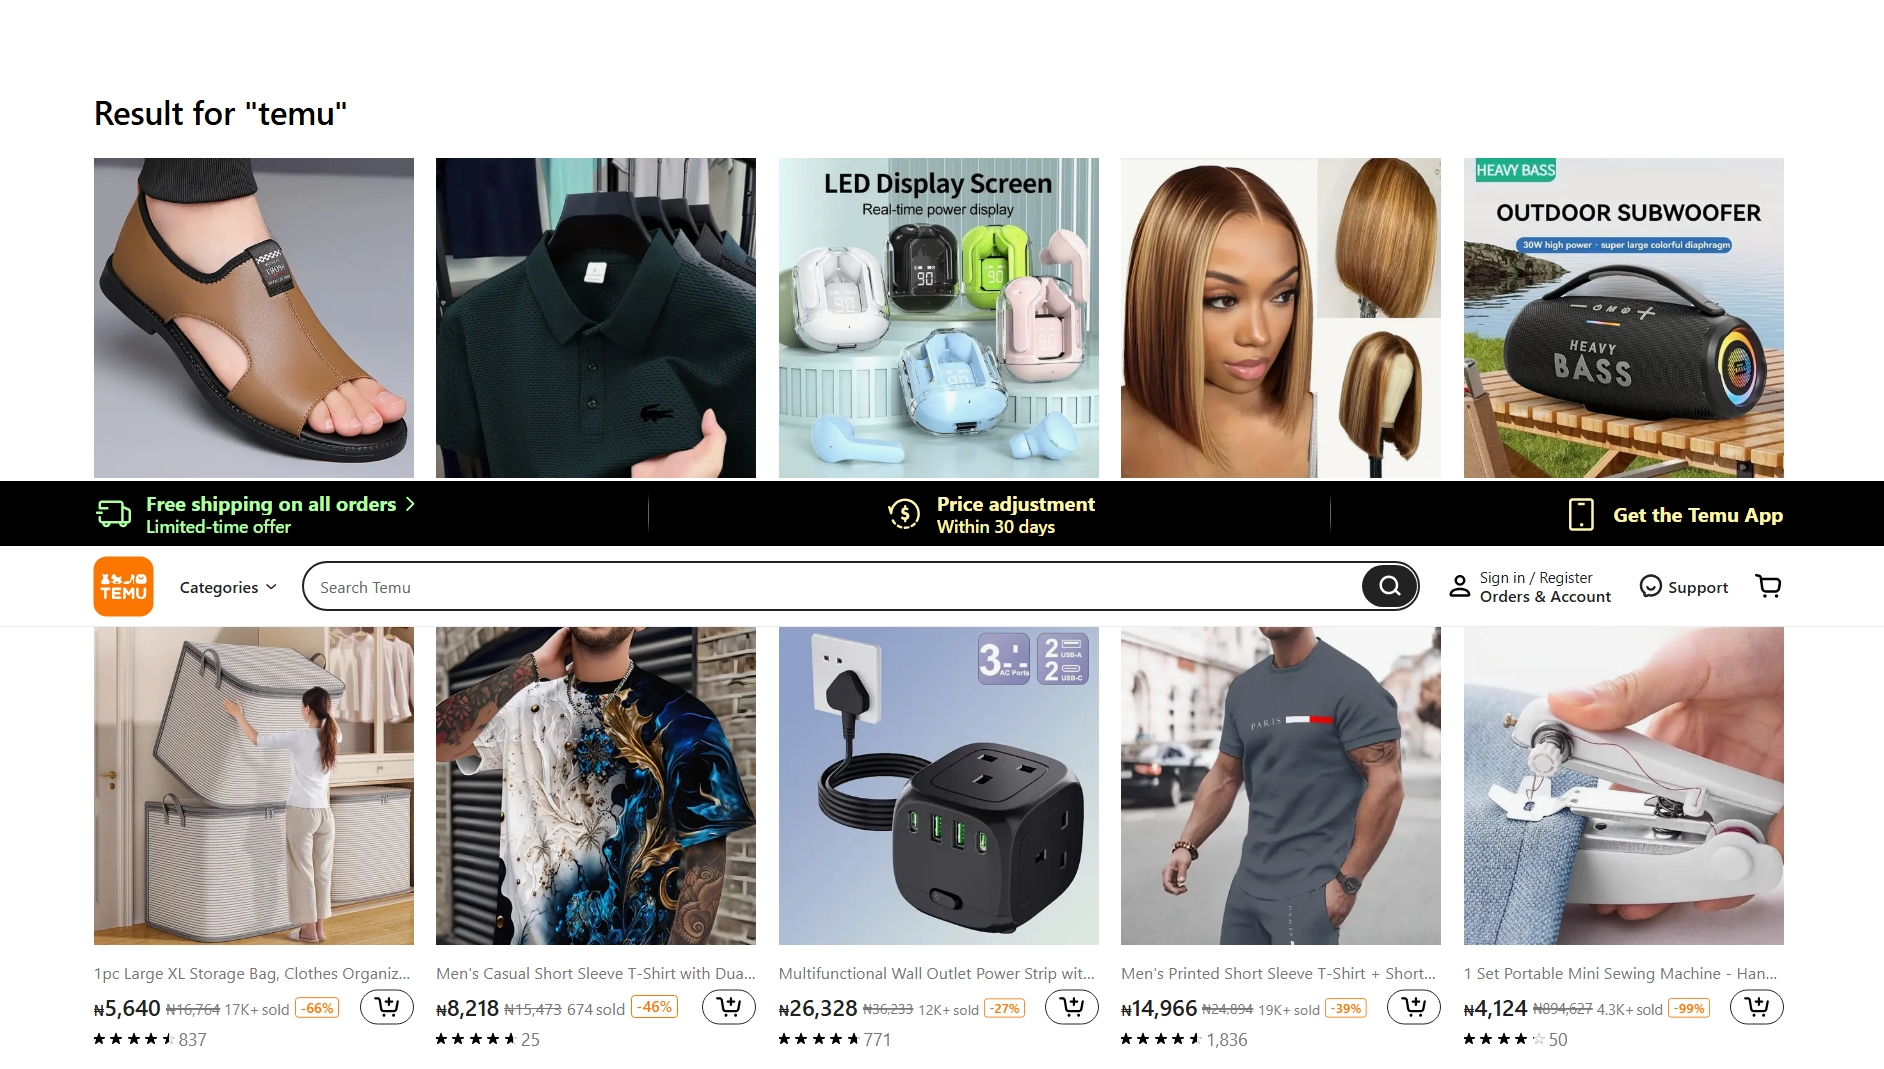 Result for "temu"
LED Display Screen
Real-time power display
90
90
90
90
90
HEAVY BASS
OUTDOOR SUBWOOFER
30W high power · super large colorful diaphragm
HEAVY
BASS
Free shipping on all orders
Limited-time offer
Price adjustment
Within 30 days
Get the Temu App
TEMU
Categories
Search Temu
Sign in / Register
Orders & Account
Support
3
AC Ports
2
USB-A
2
USB-C
PARIS
PARIS
1pc Large XL Storage Bag, Clothes Organiz...
₦5,640 ₦16,764 17K+ sold -66%
837
Men's Casual Short Sleeve T-Shirt with Dua...
₦8,218 ₦15,473 674 sold -46%
25
Multifunctional Wall Outlet Power Strip wit...
₦26,328 ₦36,233 12K+ sold -27%
771
Men's Printed Short Sleeve T-Shirt + Short...
₦14,966 ₦24,894 19K+ sold -39%
1,836
1 Set Portable Mini Sewing Machine - Han...
₦4,124 ₦894,627 4.3K+ sold -99%
50